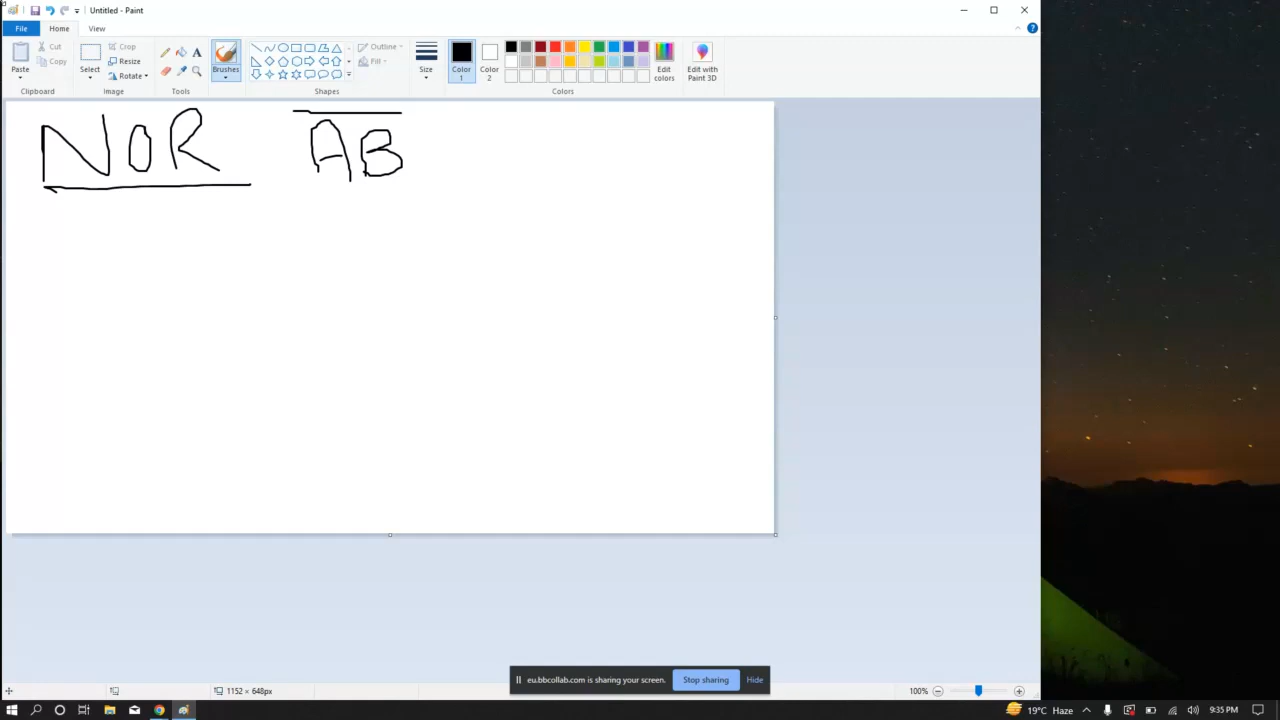 Untitled - Paint
File Home View
Paste Cut Copy Clipboard
Select Crop Resize Rotate Image
Tools
Brushes
Shapes Outline Fill
Size
Color 1 Color 2 Edit colors Edit with Paint 3D Colors
NOR A̅B̅
eu.bbcollab.com is sharing your screen. Stop sharing Hide
1152 × 648px 100%
19°C Haze 9:35 PM